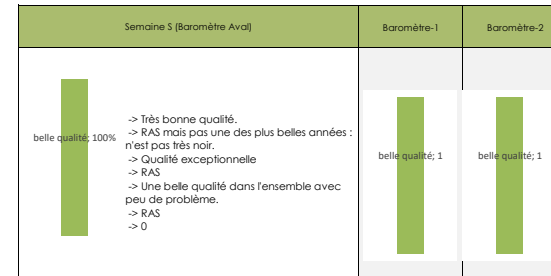 Semaine S (Baromètre Aval)
Baromètre-1
Baromètre-2
belle qualité; 100%
-> Très bonne qualité.
-> RAS mais pas une des plus belles années :
n'est pas très noir.
-> Qualité exceptionnelle
-> RAS
-> Une belle qualité dans l'ensemble avec
peu de problème.
-> RAS
-> 0
belle qualité; 1
belle qualité; 1